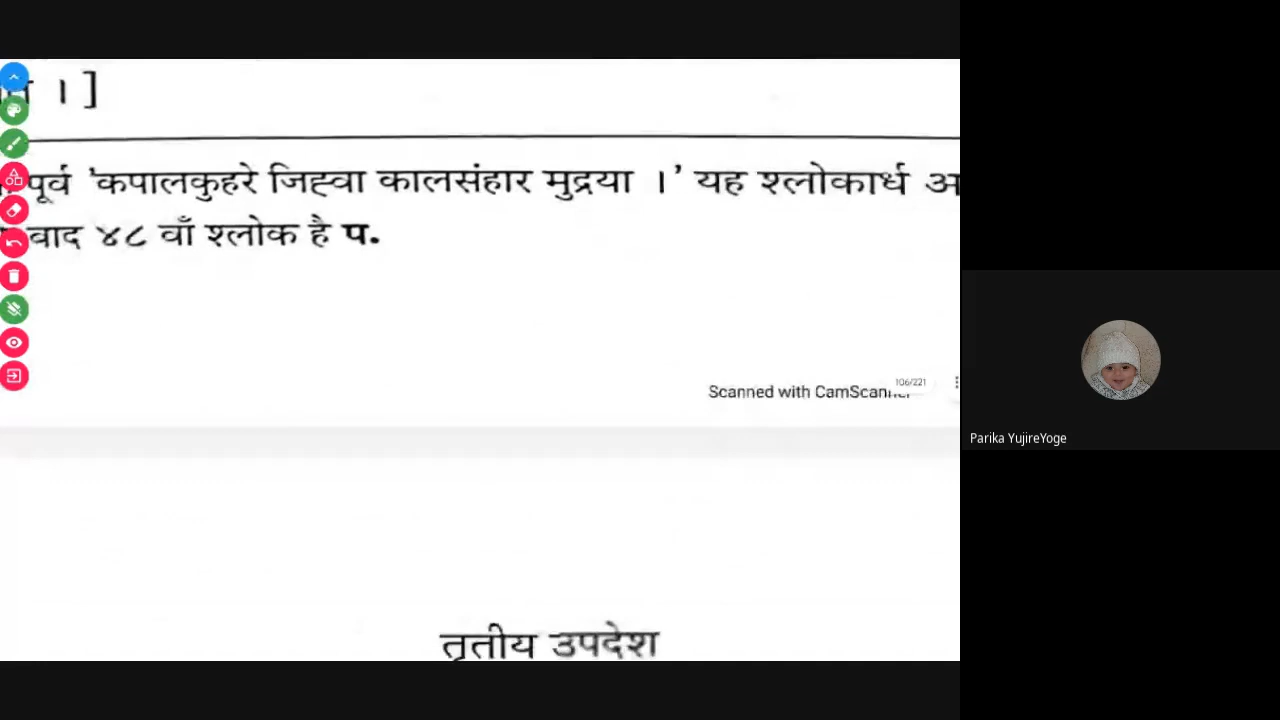 । ]
पूर्व 'कपालकुहरे जिह्वा कालसंहार मुद्रया ।' यह श्लोकार्ध
वाद ४८ वाँ श्लोक है प.
106/221
Scanned with CamScanner
Parika YujireYoge
तृतीय उपदेश